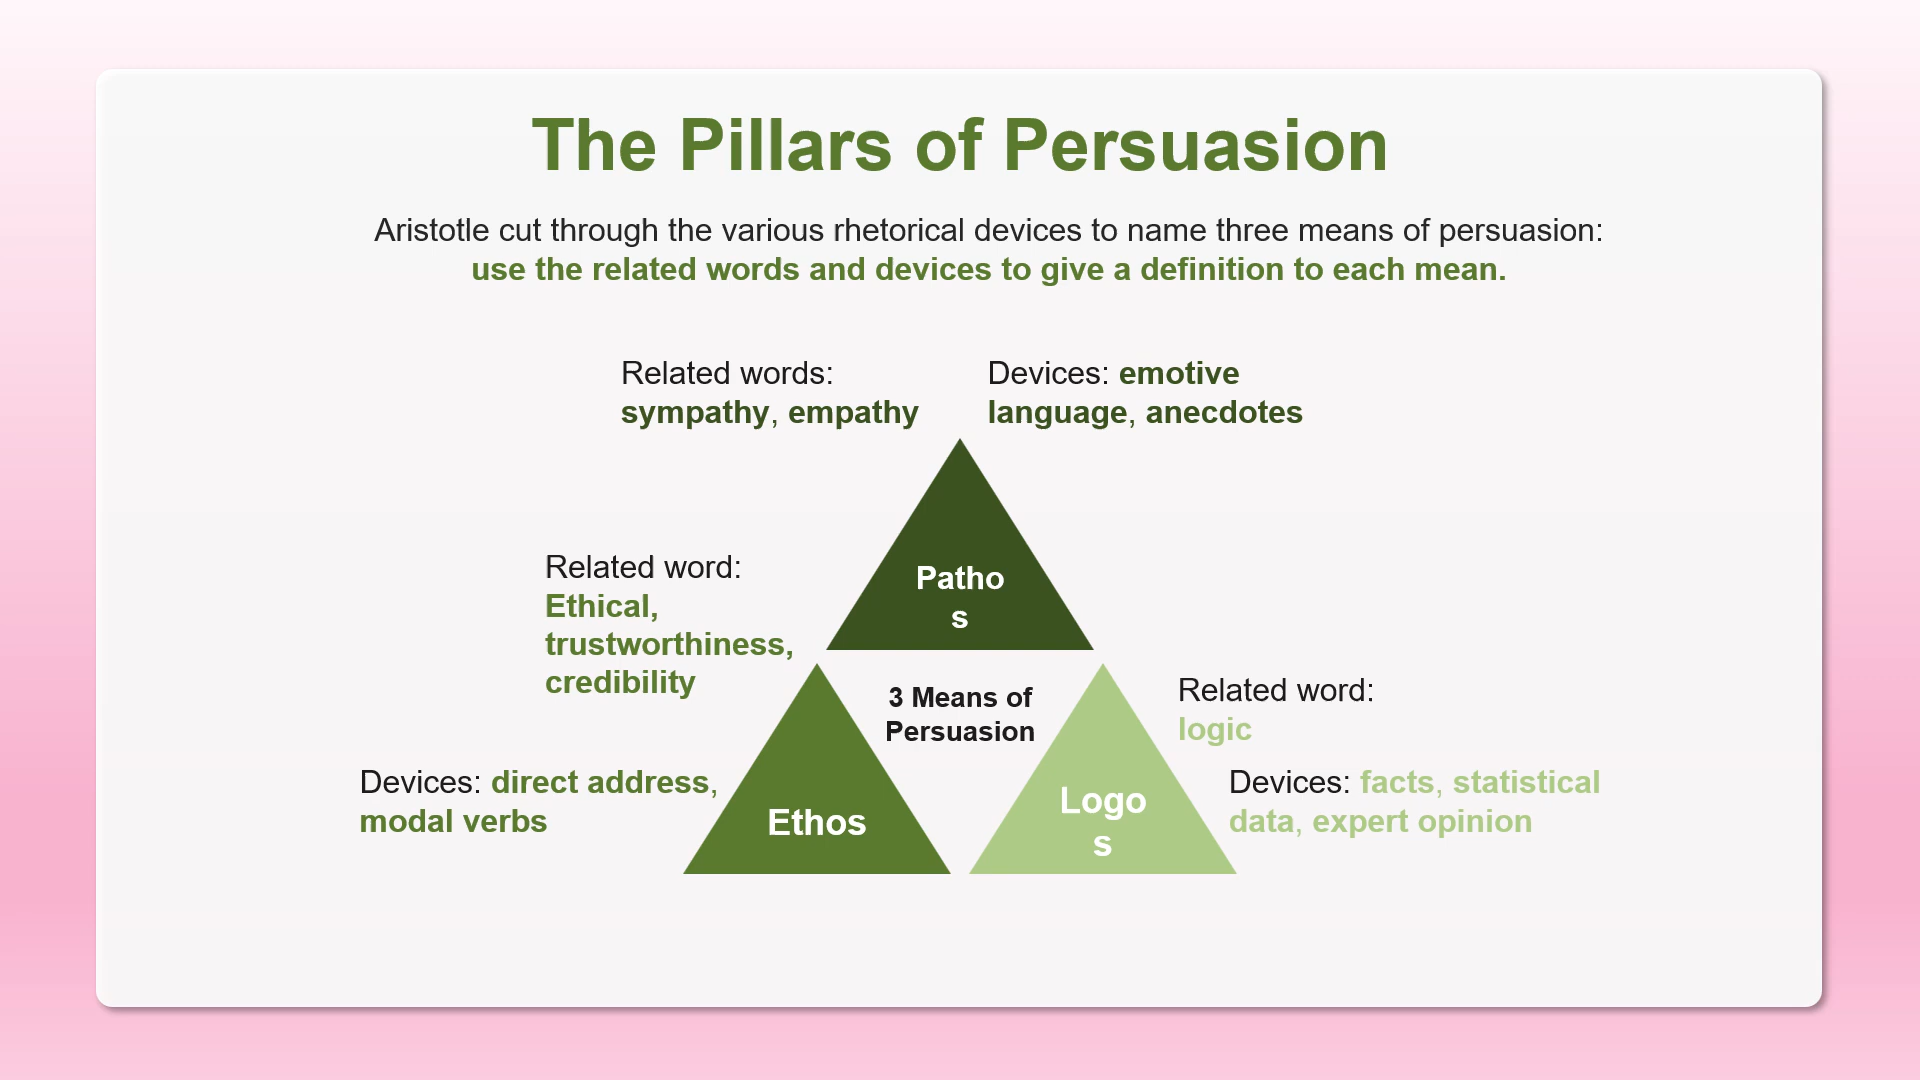 The Pillars of Persuasion
Aristotle cut through the various rhetorical devices to name three means of persuasion:
use the related words and devices to give a definition to each mean.
Related words:
sympathy, empathy
Devices: emotive
language, anecdotes
Patho
s
Related word:
Ethical,
trustworthiness,
credibility
3 Means of
Persuasion
Related word:
logic
Devices: direct address,
modal verbs
Ethos
Logo
s
Devices: facts, statistical
data, expert opinion